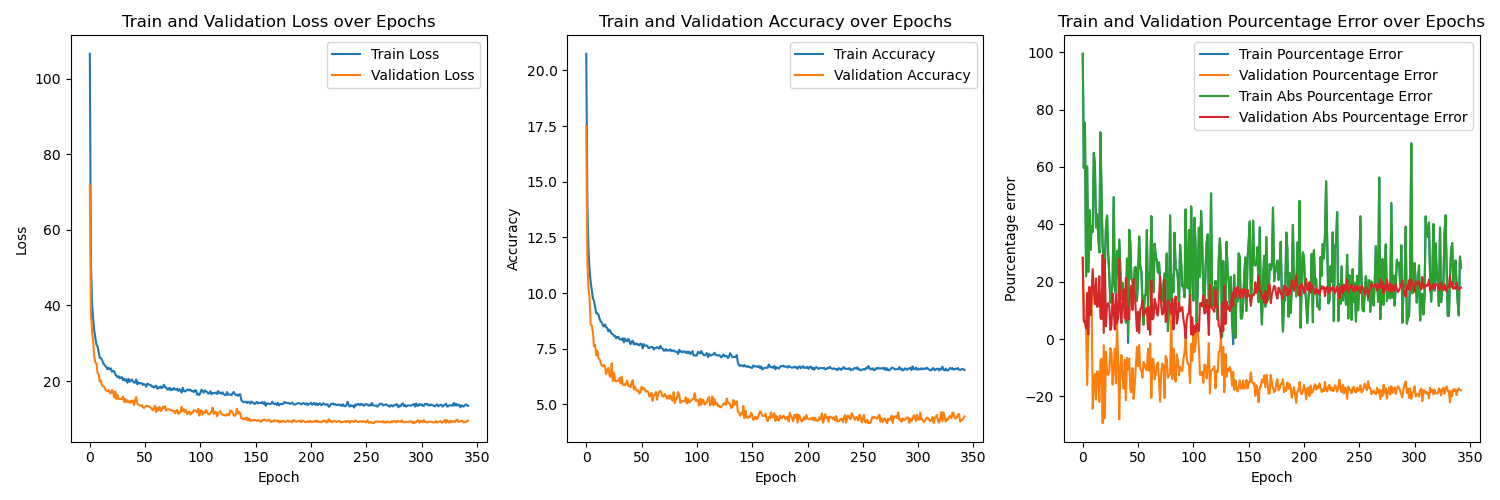 Train and Validation Loss over Epochs
Train Loss
Validation Loss
100
80
60
40
20
Loss
0 50 100 150 200 250 300 350
Epoch
Train and Validation Accuracy over Epochs
Train Accuracy
Validation Accuracy
20.0
17.5
15.0
12.5
10.0
7.5
5.0
Accuracy
0 50 100 150 200 250 300 350
Epoch
Train and Validation Pourcentage Error over Epochs
Train Pourcentage Error
Validation Pourcentage Error
Train Abs Pourcentage Error
Validation Abs Pourcentage Error
100
80
60
40
20
0
−20
Pourcentage error
0 50 100 150 200 250 300 350
Epoch